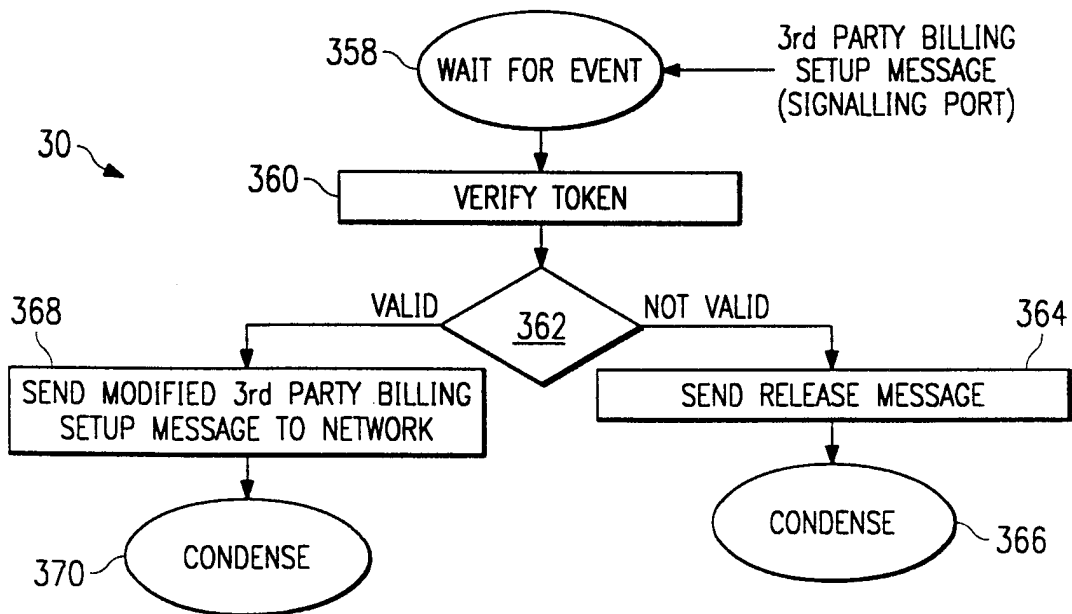 358
WAIT FOR EVENT
3rd PARTY BILLING
SETUP MESSAGE
(SIGNALLING PORT)
30
360
VERIFY TOKEN
VALID
362
NOT VALID
368
364
SEND MODIFIED 3rd PARTY BILLING
SETUP MESSAGE TO NETWORK
SEND RELEASE MESSAGE
CONDENSE
370
CONDENSE
366